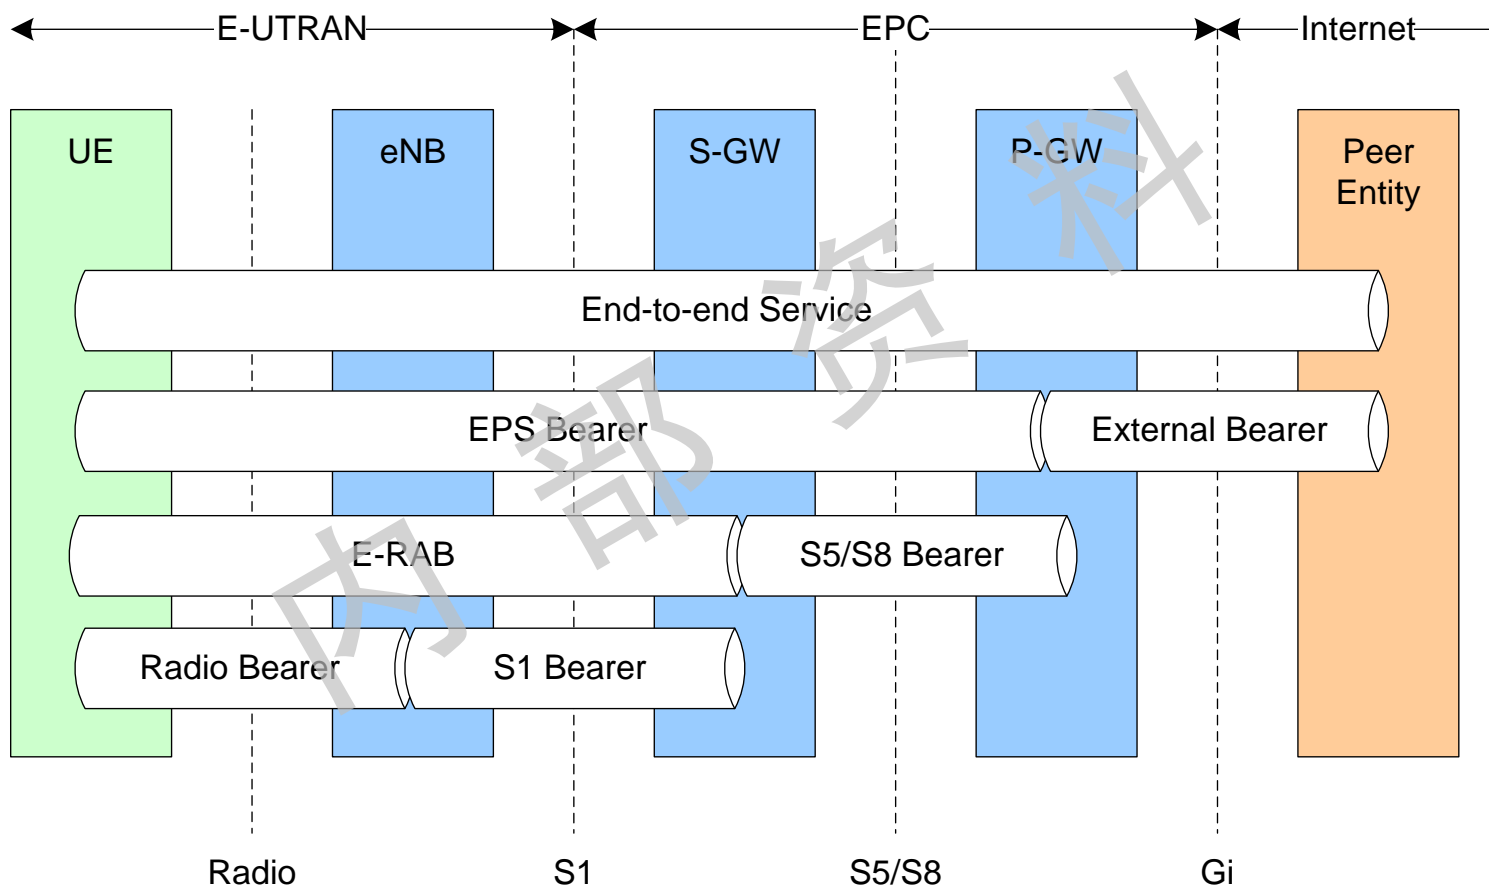 E-UTRAN EPC Internet
UE eNB S-GW P-GW Peer
Entity
End-to-end Service
EPS Bearer External Bearer
E-RAB S5/S8 Bearer
Radio Bearer S1 Bearer
Radio S1 S5/S8 Gi
内部资料